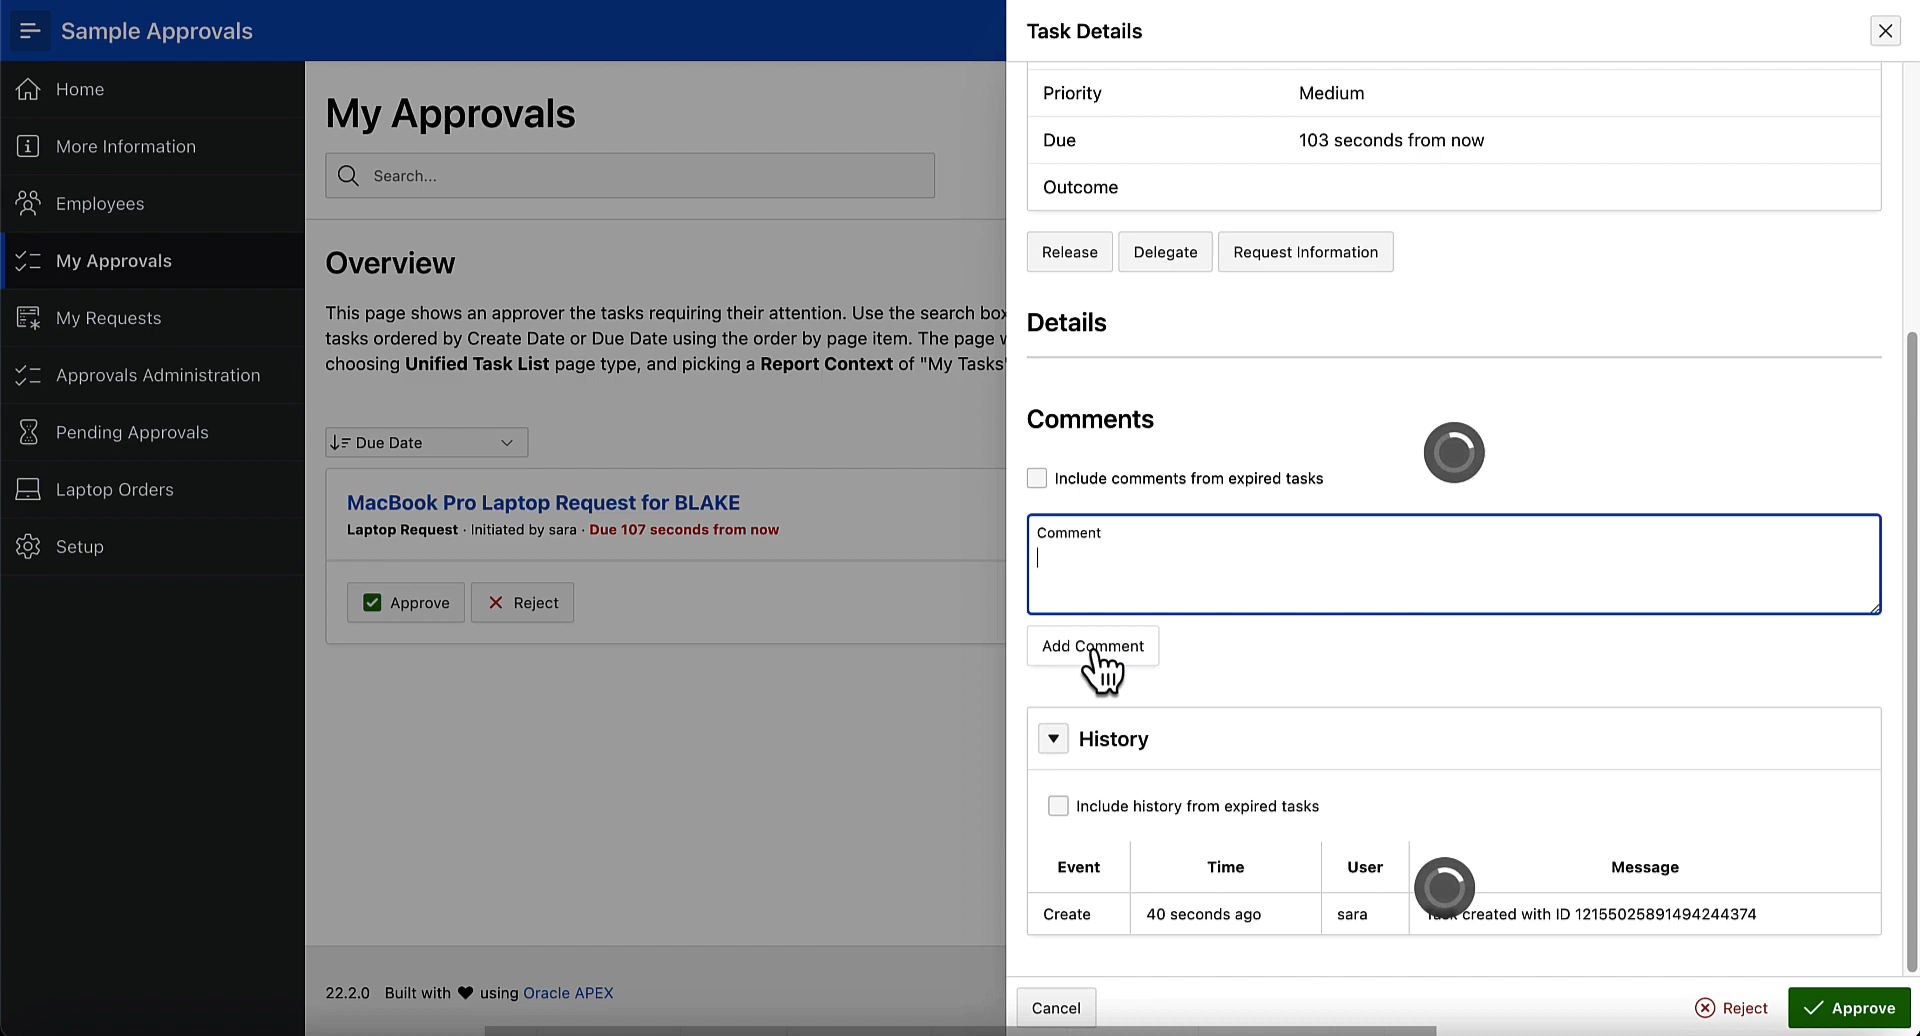 Sample Approvals
Home
More Information
Employees
My Approvals
My Requests
Approvals Administration
Pending Approvals
Laptop Orders
Setup
My Approvals
Search...
Overview
This page shows an approver the tasks requiring their attention. Use the search box
tasks ordered by Create Date or Due Date using the order by page item. The page w
choosing Unified Task List page type, and picking a Report Context of "My Tasks"
Due Date
MacBook Pro Laptop Request for BLAKE
Laptop Request · Initiated by sara · Due 107 seconds from now
Approve Reject
22.2.0 Built with ♥ using Oracle APEX
Task Details
Priority Medium
Due 103 seconds from now
Outcome
Release Delegate Request Information
Details
Comments
Include comments from expired tasks
Comment
Add Comment
History
Include history from expired tasks
Event Time User Message
Create 40 seconds ago sara created with ID 12155025891494244374
Cancel Reject Approve